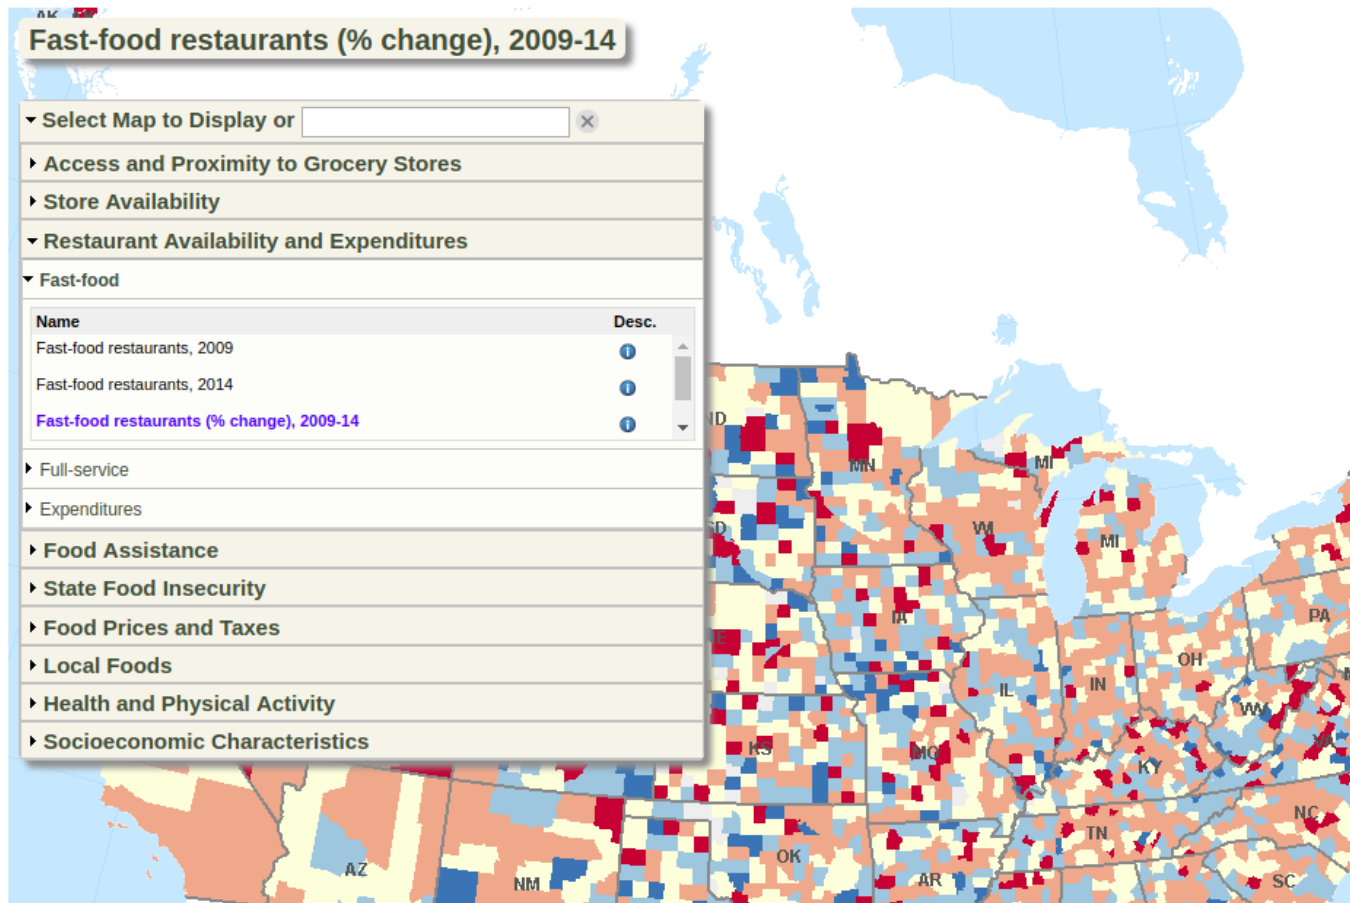 AK
Fast-food restaurants (% change), 2009-14
Select Map to Display or
Access and Proximity to Grocery Stores
Store Availability
Restaurant Availability and Expenditures
Fast-food
Name Desc.
Fast-food restaurants, 2009
Fast-food restaurants, 2014
Fast-food restaurants (% change), 2009-14
Full-service
Expenditures
Food Assistance
State Food Insecurity
Food Prices and Taxes
Local Foods
Health and Physical Activity
Socioeconomic Characteristics
MN
MI
WI
MI
IA
PA
OH
IL
IN
WV
VA
KS
MO
KY
NC
TN
OK
AZ
NM
AR
SC